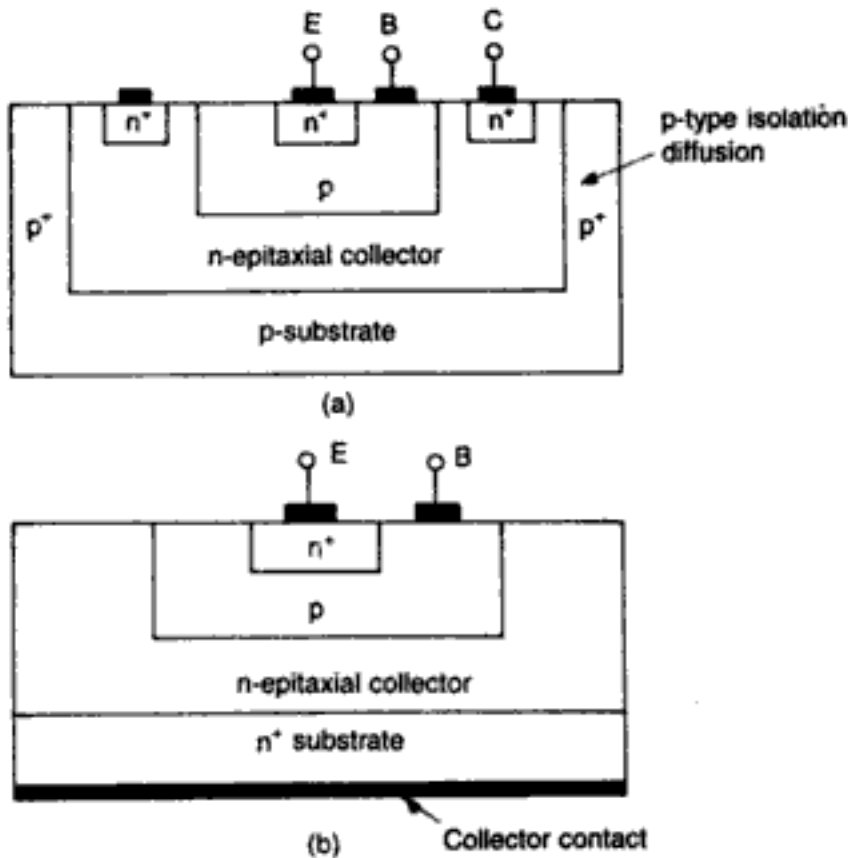 E B C
n⁺ n⁺ n⁺
p-type isolation
diffusion
p
p⁺ p⁺
n-epitaxial collector
p-substrate
(a)
E B
n⁺
p
n-epitaxial collector
n⁺ substrate
(b)
Collector contact